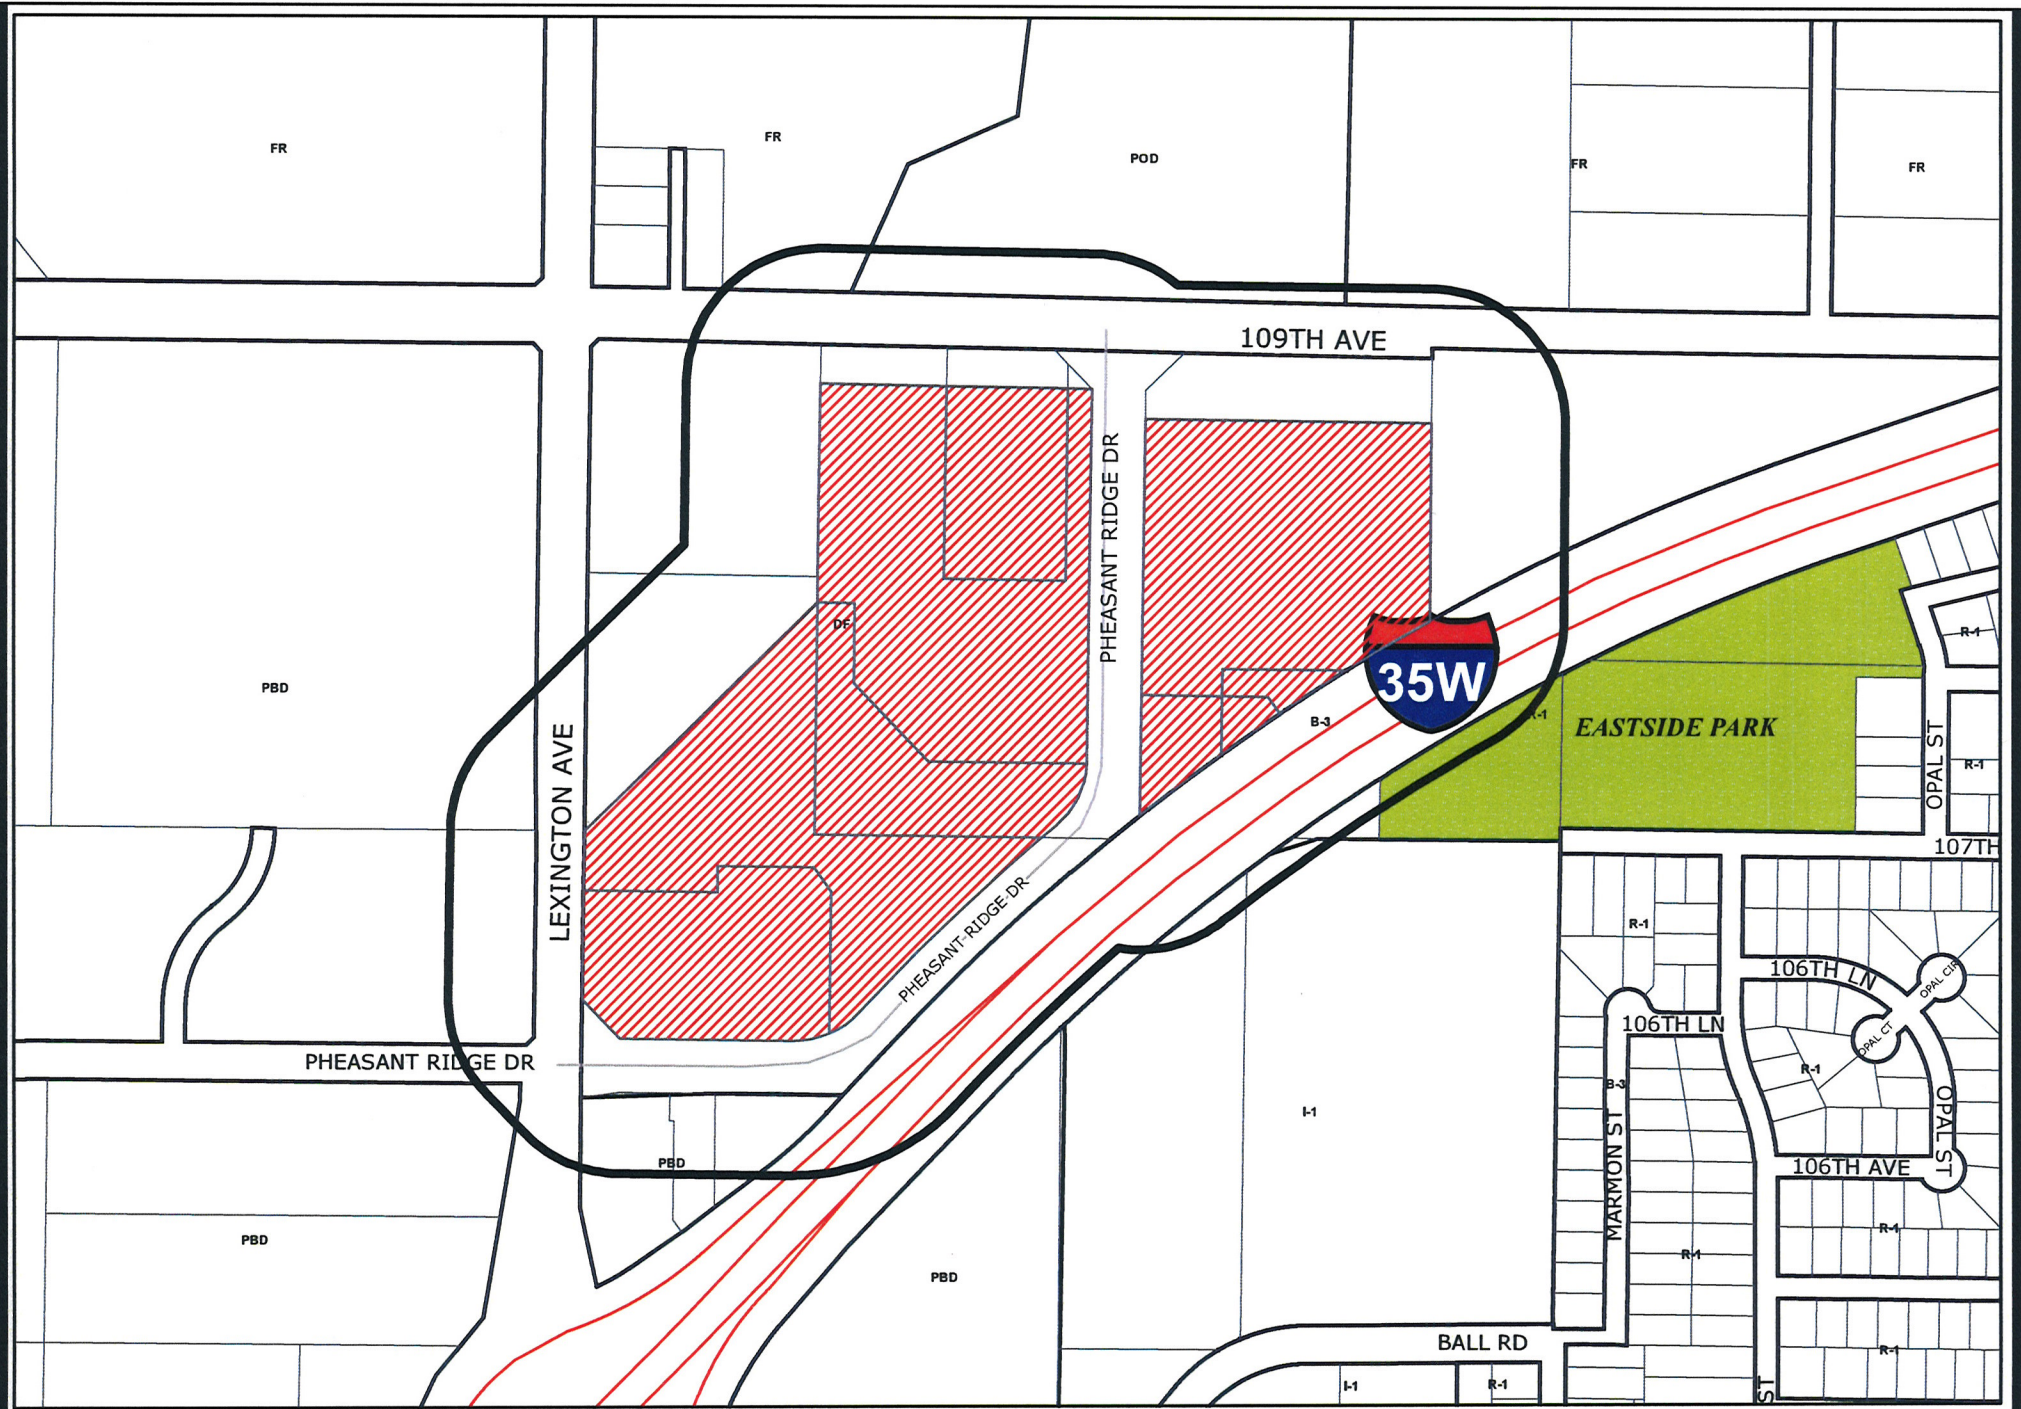 FR
FR
POD
FR
FR
109TH AVE
PHEASANT RIDGE DR
DF
PBD
35W
B-3
R-1
EASTSIDE PARK
R-1
OPAL ST
R-1
107TH
LEXINGTON AVE
PHEASANT-RIDGE-DR
R-1
106TH LN
OPAL CIR
106TH LN
OPAL CT
PHEASANT RIDGE DR
R-1
B-3
I-1
OPAL ST
MARMON ST
PBD
106TH AVE
R-1
PBD
R-1
PBD
BALL RD
R-1
I-1
R-1
ST